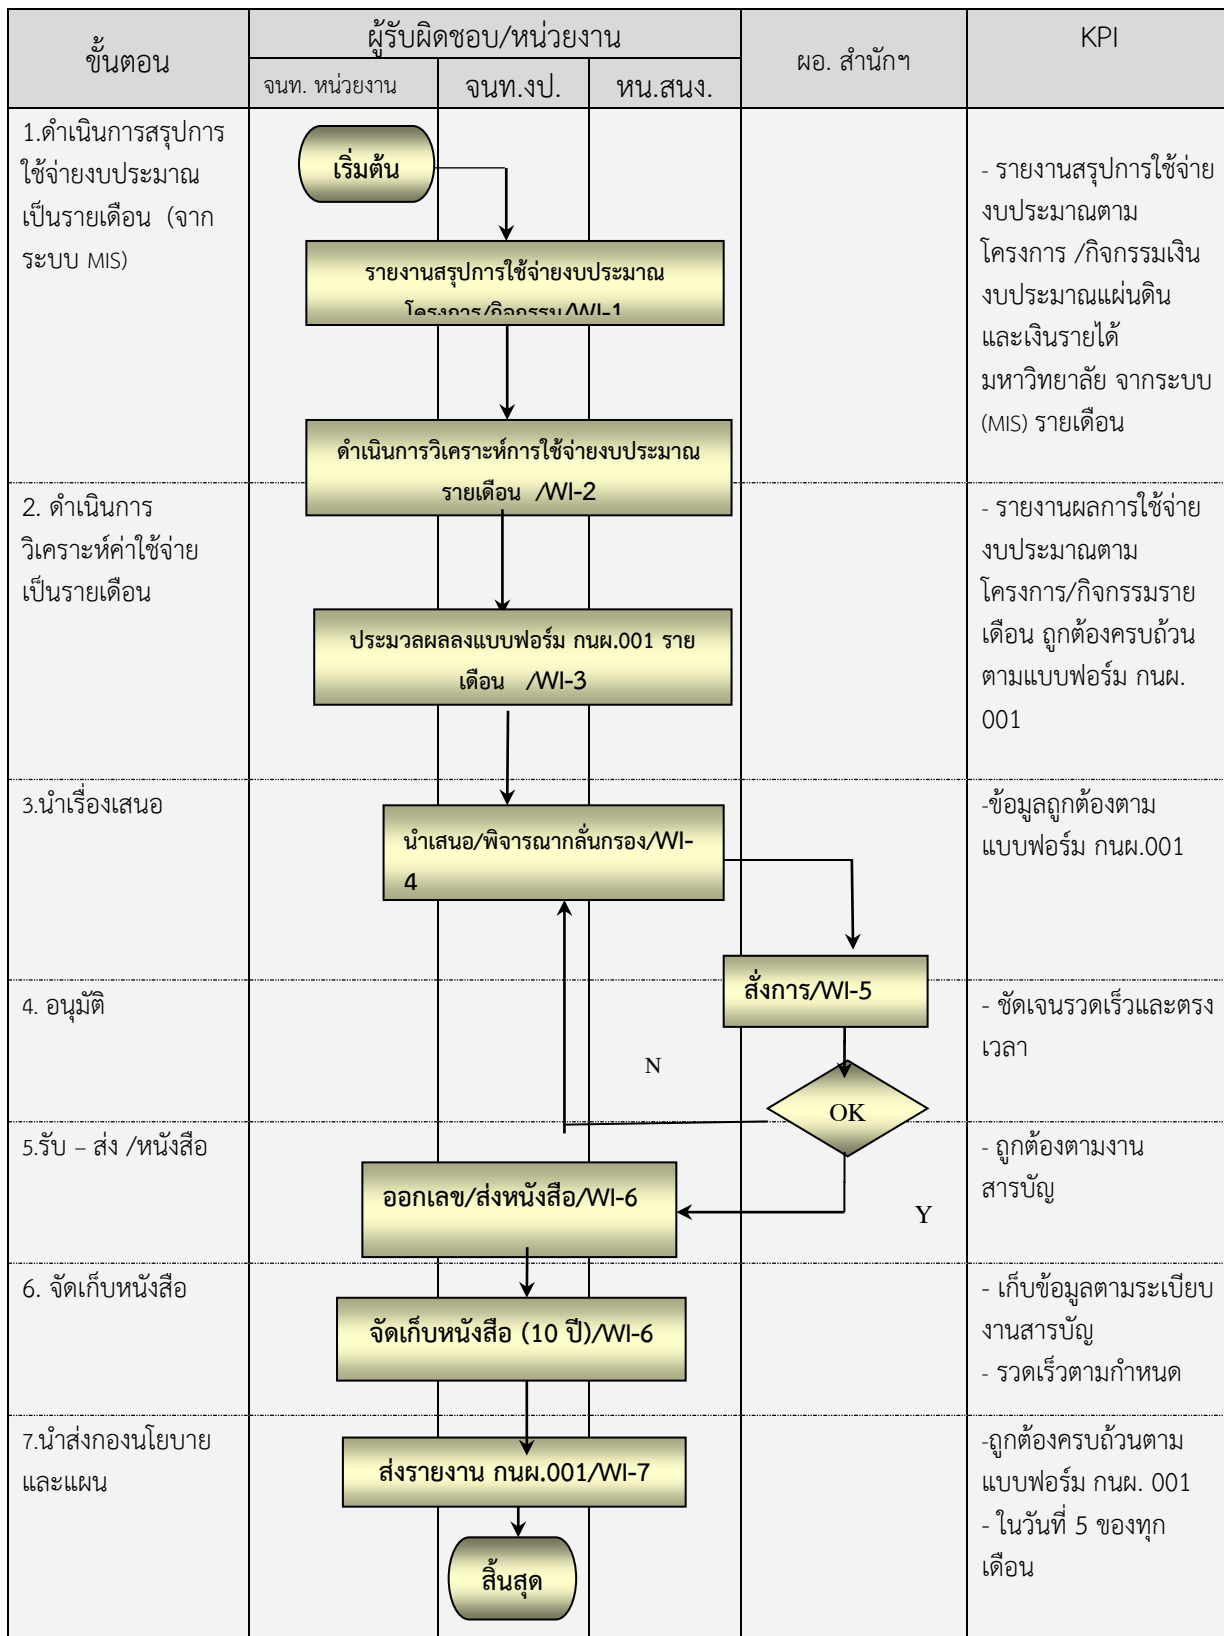 ขั้นตอน
ผู้รับผิดชอบ/หน่วยงาน
จนท. หน่วยงาน
จนท.งป.
หน.สนง.
ผอ. สำนักฯ
KPI
1.ดำเนินการสรุปการ
ใช้จ่ายงบประมาณ
เป็นรายเดือน (จาก
ระบบ MIS)
เริ่มต้น
รายงานสรุปการใช้จ่ายงบประมาณ
โครงการ/กิจกรรม/WI-1
ดำเนินการวิเคราะห์การใช้จ่ายงบประมาณ
รายเดือน /WI-2
- รายงานสรุปการใช้จ่าย
งบประมาณตาม
โครงการ /กิจกรรมเงิน
งบประมาณแผ่นดิน
และเงินรายได้
มหาวิทยาลัย จากระบบ
(MIS) รายเดือน
2. ดำเนินการ
วิเคราะห์ค่าใช้จ่าย
เป็นรายเดือน
ประมวลผลลงแบบฟอร์ม กนผ.001 ราย
เดือน /WI-3
- รายงานผลการใช้จ่าย
งบประมาณตาม
โครงการ/กิจกรรมราย
เดือน ถูกต้องครบถ้วน
ตามแบบฟอร์ม กนผ.
001
3.นำเรื่องเสนอ
นำเสนอ/พิจารณากลั่นกรอง/WI-
4
-ข้อมูลถูกต้องตาม
แบบฟอร์ม กนผ.001
4. อนุมัติ
สั่งการ/WI-5
N
OK
- ชัดเจนรวดเร็วและตรง
เวลา
5.รับ – ส่ง /หนังสือ
ออกเลข/ส่งหนังสือ/WI-6
Y
- ถูกต้องตามงาน
สารบัญ
6. จัดเก็บหนังสือ
จัดเก็บหนังสือ (10 ปี)/WI-6
- เก็บข้อมูลตามระเบียบ
งานสารบัญ
- รวดเร็วตามกำหนด
7.นำส่งกองนโยบาย
และแผน
ส่งรายงาน กนผ.001/WI-7
สิ้นสุด
-ถูกต้องครบถ้วนตาม
แบบฟอร์ม กนผ. 001
- ในวันที่ 5 ของทุก
เดือน